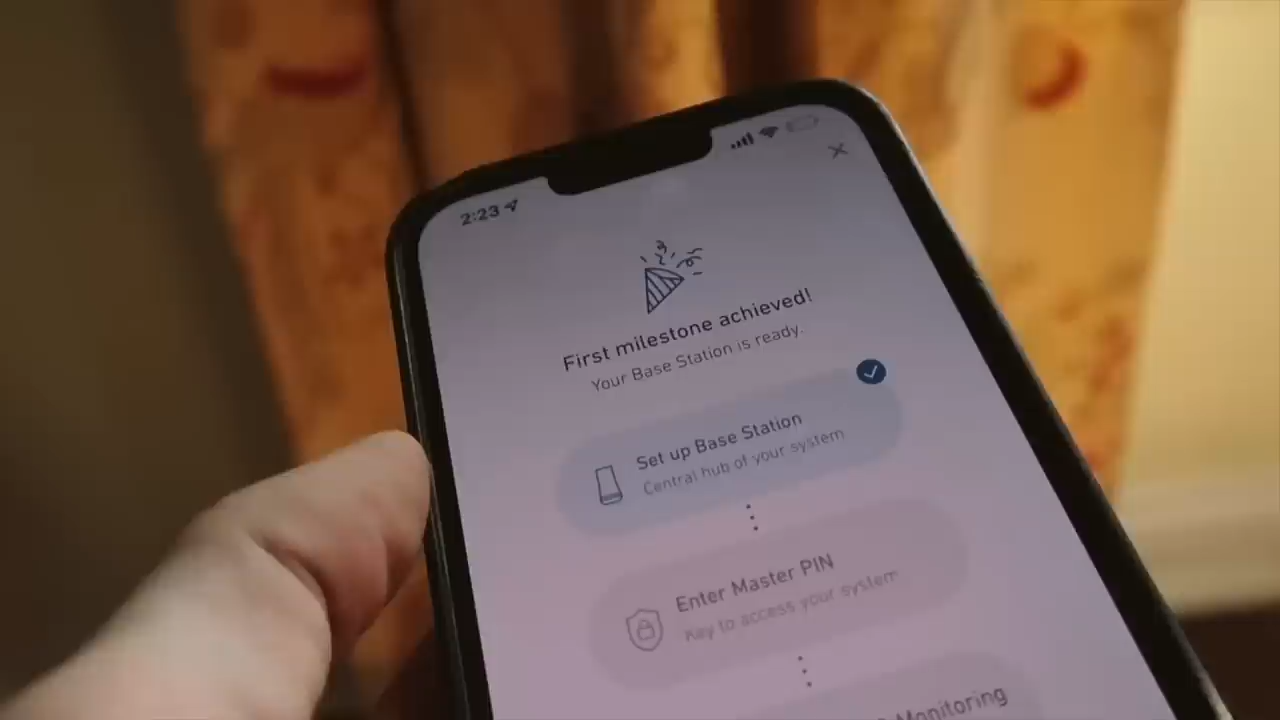 2:23
First milestone achieved!
Your Base Station is ready.
Set up Base Station
Central hub of your system
Enter Master PIN
Key to access your system
Monitoring